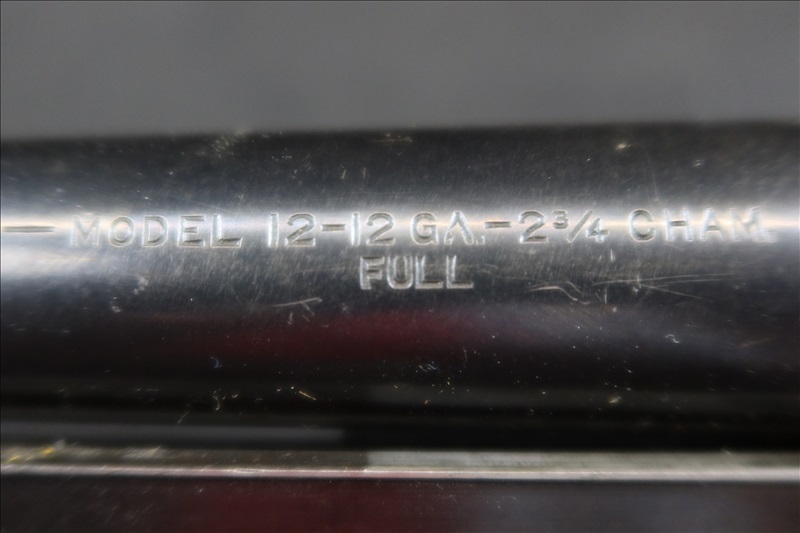 — MODEL 12-12 GA.-2¾ CHAM.
FULL